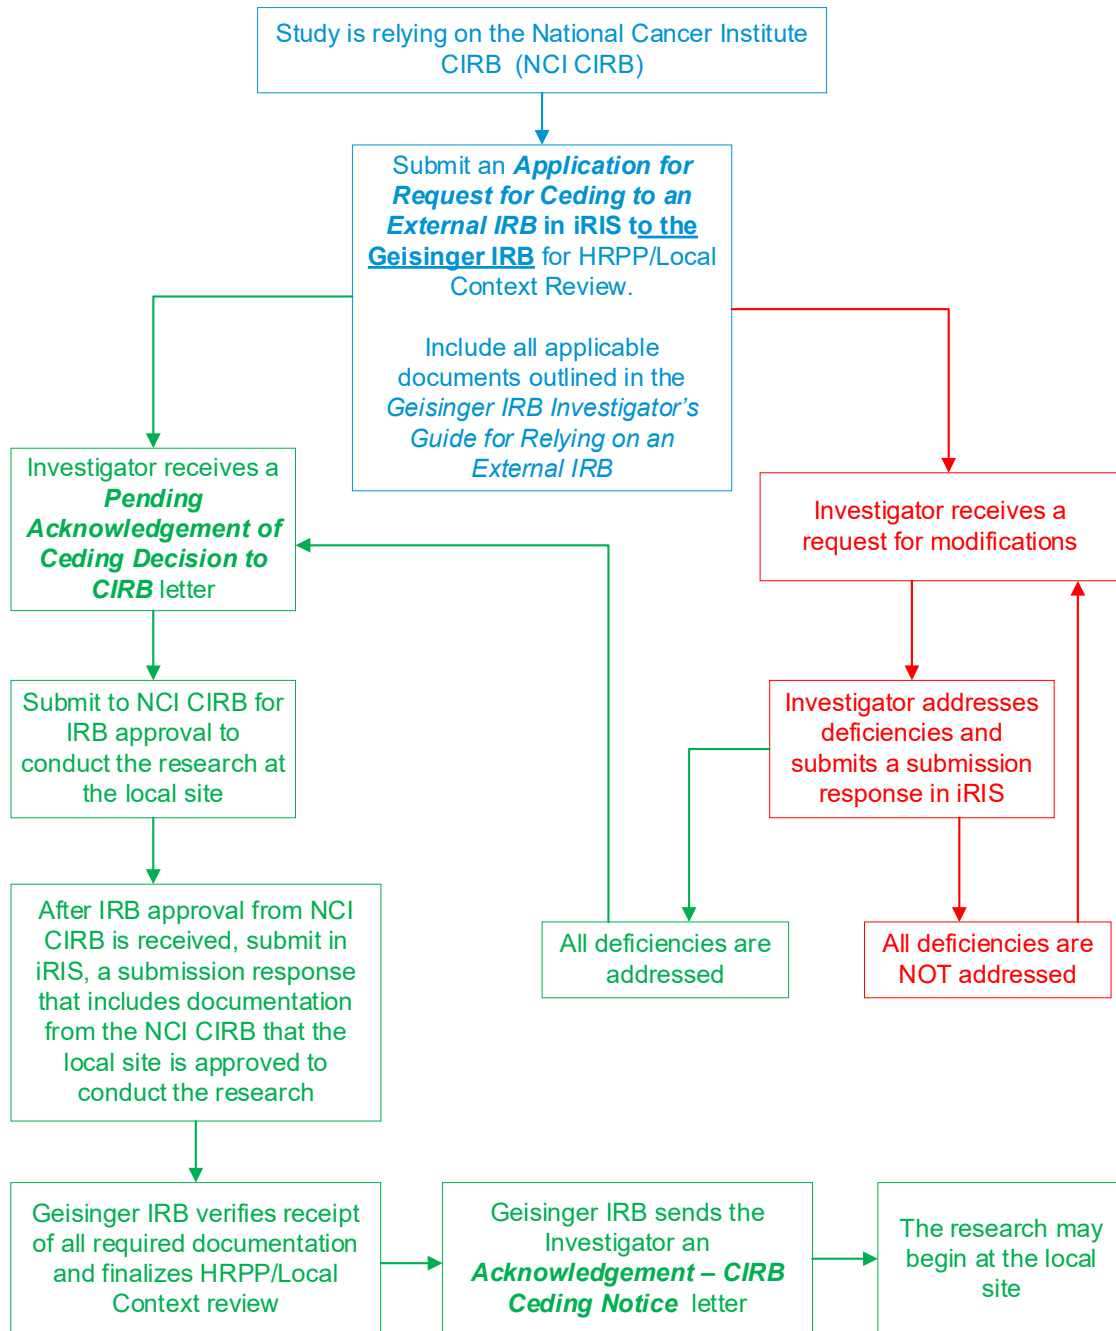 Study is relying on the National Cancer Institute
CIRB (NCI CIRB)
Submit an Application for
Request for Ceding to an
External IRB in iRIS to the
Geisinger IRB for HRPP/Local
Context Review.
Include all applicable
documents outlined in the
Geisinger IRB Investigator's
Guide for Relying on an
External IRB
Investigator receives a
Pending
Acknowledgement of
Ceding Decision to
CIRB letter
Investigator receives a
request for modifications
Submit to NCI CIRB for
IRB approval to
conduct the research at
the local site
Investigator addresses
deficiencies and
submits a submission
response in iRIS
After IRB approval from NCI
CIRB is received, submit in
iRIS, a submission response
that includes documentation
from the NCI CIRB that the
local site is approved to
conduct the research
All deficiencies are
addressed
All deficiencies are
NOT addressed
Geisinger IRB verifies receipt
of all required documentation
and finalizes HRPP/Local
Context review
Geisinger IRB sends the
Investigator an
Acknowledgement – CIRB
Ceding Notice letter
The research may
begin at the local
site